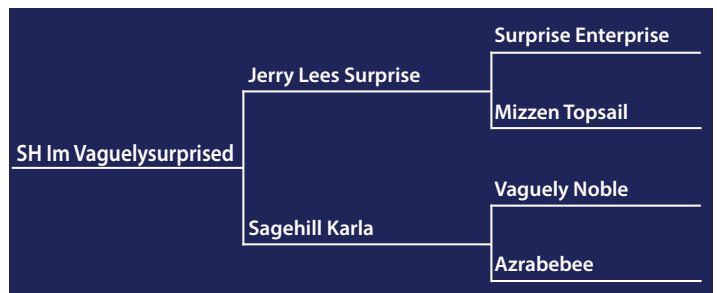 Surprise Enterprise
Jerry Lees Surprise
Mizzen Topsail
SH Im Vaguelysurprised
Vaguely Noble
Sagehill Karla
Azrabebee